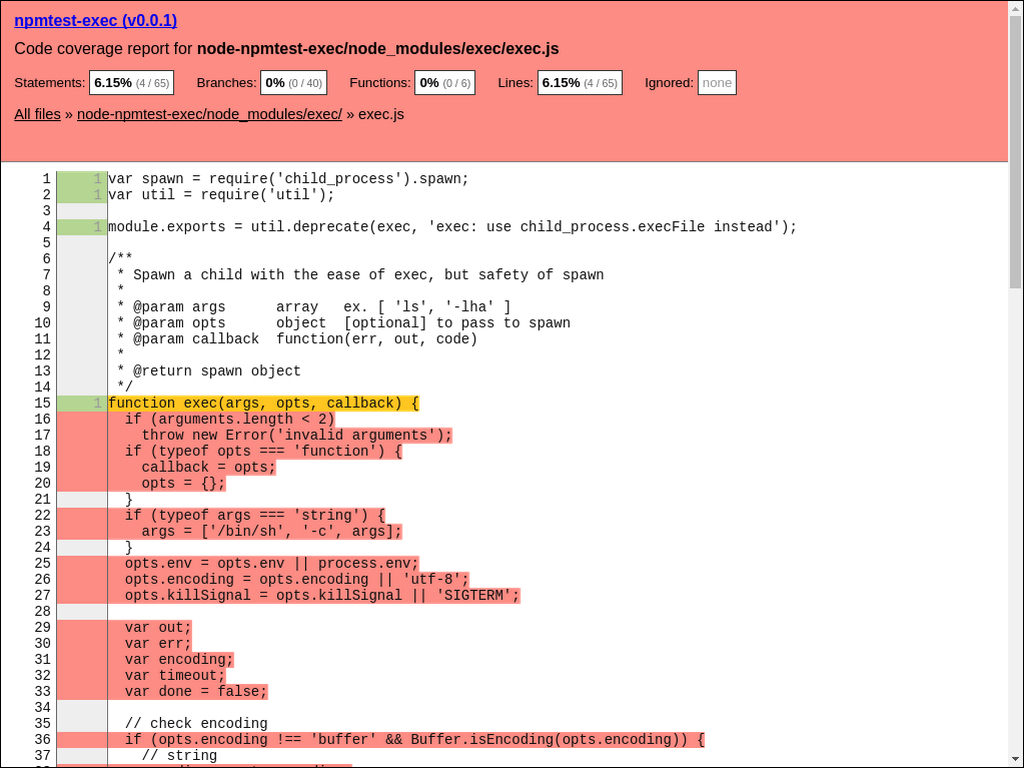 npmtest-exec (v0.0.1)
Code coverage report for node-npmtest-exec/node_modules/exec/exec.js
Statements: 6.15% (4 / 65) Branches: 0% (0 / 40) Functions: 0% (0 / 6) Lines: 6.15% (4 / 65) Ignored: none
All files » node-npmtest-exec/node_modules/exec/ » exec.js
1 1 var spawn = require('child_process').spawn;
2 1 var util = require('util');
3
4 1 module.exports = util.deprecate(exec, 'exec: use child_process.execFile instead');
5
6 /**
7  * Spawn a child with the ease of exec, but safety of spawn
8  *
9  * @param args      array   ex. [ 'ls', '-lha' ]
10  * @param opts      object  [optional] to pass to spawn
11  * @param callback  function(err, out, code)
12  *
13  * @return spawn object
14  */
15 1 function exec(args, opts, callback) {
16   if (arguments.length < 2)
17     throw new Error('invalid arguments');
18   if (typeof opts === 'function') {
19     callback = opts;
20     opts = {};
21   }
22   if (typeof args === 'string') {
23     args = ['/bin/sh', '-c', args];
24   }
25   opts.env = opts.env || process.env;
26   opts.encoding = opts.encoding || 'utf-8';
27   opts.killSignal = opts.killSignal || 'SIGTERM';
28
29   var out;
30   var err;
31   var encoding;
32   var timeout;
33   var done = false;
34
35   // check encoding
36   if (opts.encoding !== 'buffer' && Buffer.isEncoding(opts.encoding)) {
37     // string